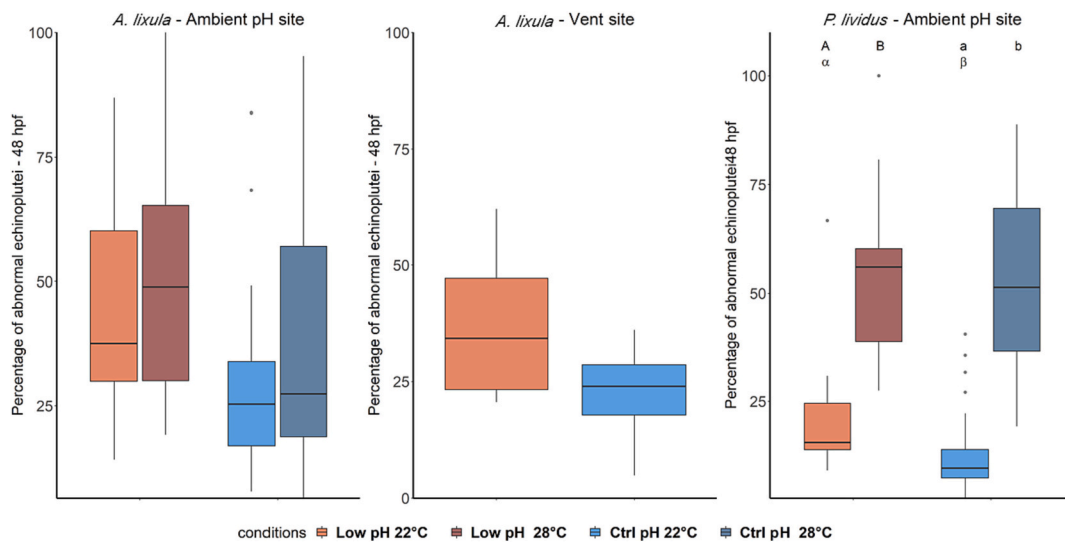 A. lixula - Ambient pH site
Percentage of abnormal echinoplutei - 48 hpf
100
75
50
25
A. lixula - Vent site
Percentage of abnormal echinoplutei - 48 hpf
100
75
50
25
0
P. lividus - Ambient pH site
Percentage of abnormal echinoplutei48 hpf
A B a b
α β
100
75
50
25
conditions Low pH 22°C Low pH 28°C Ctrl pH 22°C Ctrl pH 28°C